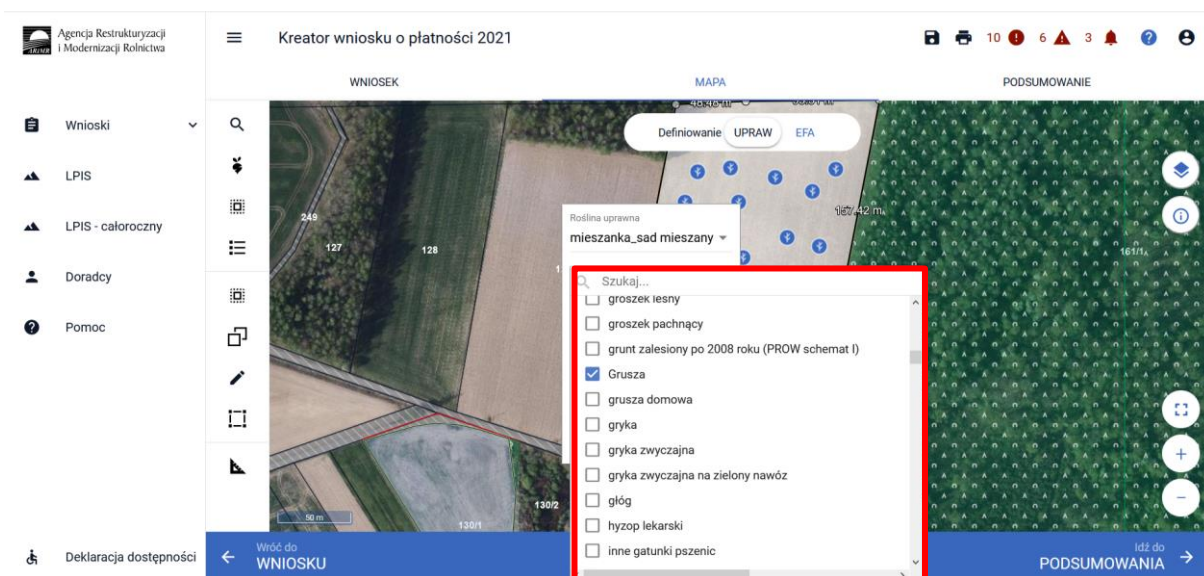 ARiMR
Agencja Restrukturyzacji
i Modernizacji Rolnictwa
Kreator wniosku o płatności 2021
10
6
3
WNIOSEK
MAPA
PODSUMOWANIE
Wnioski
LPIS
LPIS - całoroczny
Doradcy
Pomoc
Deklaracja dostępności
Definiowanie UPRAW EFA
157.42 m
249
127
128
161/1
Roślina uprawna
mieszanka_sad mieszany
Szukaj...
groszek leśny
groszek pachnący
grunt zalesiony po 2008 roku (PROW schemat I)
Grusza
grusza domowa
gryka
gryka zwyczajna
gryka zwyczajna na zielony nawóz
głóg
hyzop lekarski
inne gatunki pszenic
130/2
130/1
50 m
Wróć do
WNIOSKU
Idź do
PODSUMOWANIA